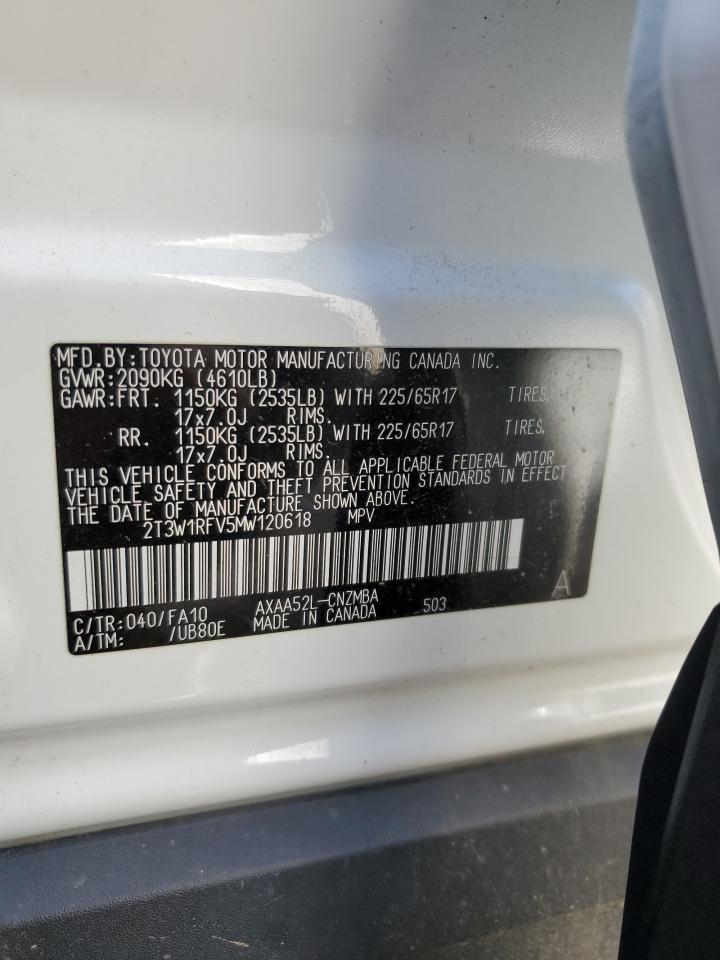 MFD.BY:TOYOTA MOTOR MANUFACTURING CANADA INC.
GVWR:2090KG (4610LB)
GAWR:FRT. 1150KG (2535LB) WITH 225/65R17 TIRES,
17x7.0J RIMS.
RR. 1150KG (2535LB) WITH 225/65R17 TIRES,
17x7.0J RIMS.
THIS VEHICLE CONFORMS TO ALL APPLICABLE FEDERAL MOTOR
VEHICLE SAFETY AND THEFT PREVENTION STANDARDS IN EFFECT
THE DATE OF MANUFACTURE SHOWN ABOVE.
2T3W1RFV5MW120618 MPV
C/TR:040/FA10 AXAA52L-CNZMBA 503 A
A/TM: /UB80E MADE IN CANADA